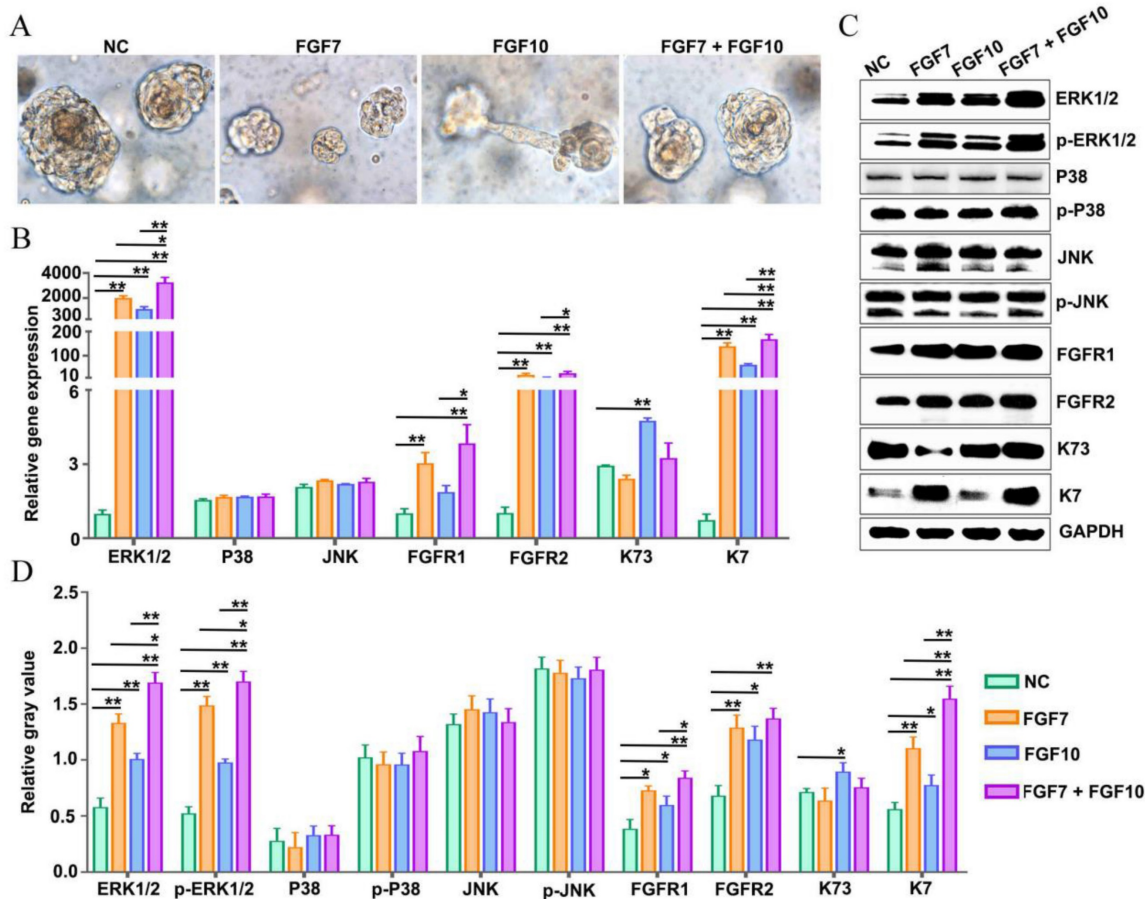 A
NC
FGF7
FGF10
FGF7 + FGF10
B
Relative gene expression
4000
2000
300
200
100
10
6
3
0
** ** ** * **
** ** *
** ** ** *
**
** ** ** ** **
ERK1/2
P38
JNK
FGFR1
FGFR2
K73
K7
C
NC
FGF7
FGF10
FGF7 + FGF10
ERK1/2
p-ERK1/2
P38
p-P38
JNK
p-JNK
FGFR1
FGFR2
K73
K7
GAPDH
D
Relative gray value
2.5
2.0
1.5
1.0
0.5
0.0
** ** ** * **
** ** ** * **
* * ** *
** * **
*
** * ** ** **
ERK1/2
p-ERK1/2
P38
p-P38
JNK
p-JNK
FGFR1
FGFR2
K73
K7
NC
FGF7
FGF10
FGF7 + FGF10